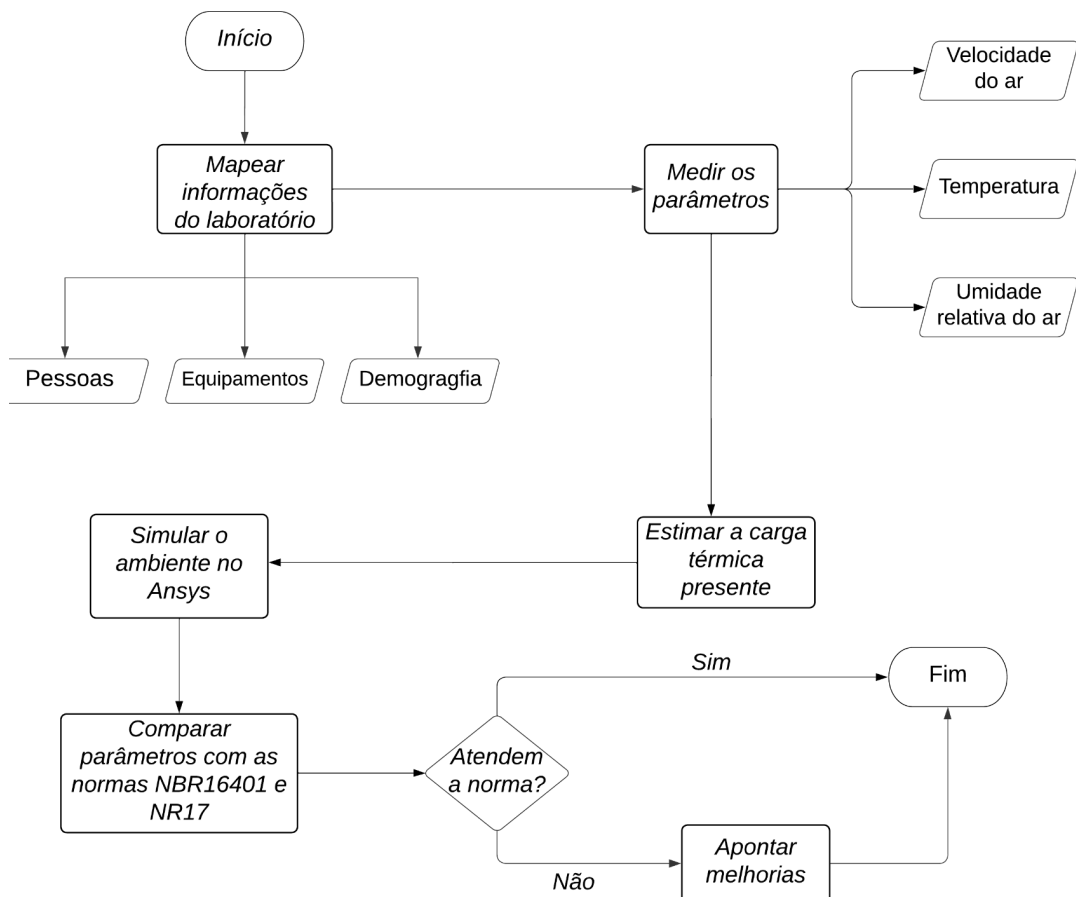 Início
Velocidade
do ar
Mapear
informações
do laboratório
Medir os
parâmetros
Temperatura
Umidade
relativa do ar
Pessoas
Equipamentos
Demogragfia
Simular o
ambiente no
Ansys
Estimar a carga
térmica
presente
Sim
Fim
Comparar
parâmetros com as
normas NBR16401 e
NR17
Atendem
a norma?
Não
Apontar
melhorias